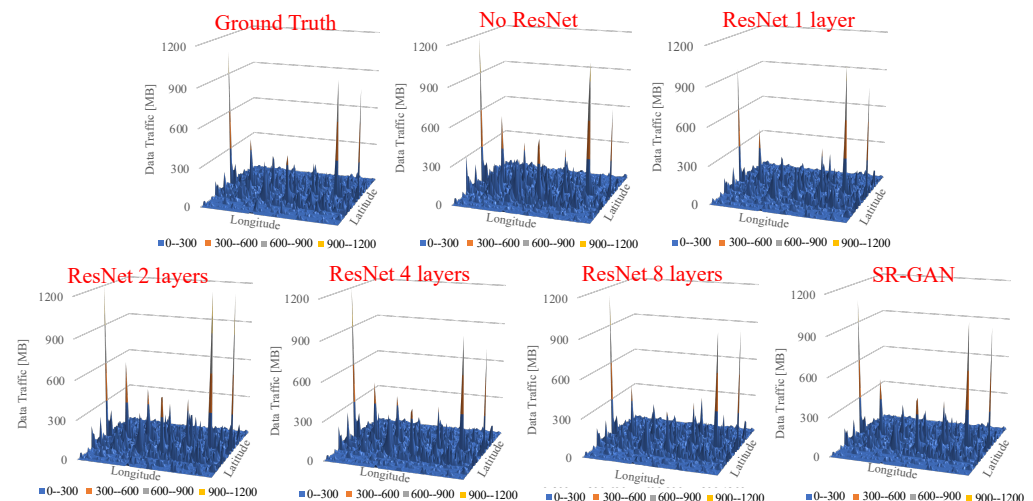 Ground Truth
1200
900
600
300
0
Data Traffic [MB]
Longitude
Latitude
0--300 300--600 600--900 900--1200
No ResNet
1200
900
600
300
0
Data Traffic [MB]
Longitude
Latitude
0--300 300--600 600--900 900--1200
ResNet 1 layer
1200
900
600
300
0
Data Traffic [MB]
Longitude
Latitude
0--300 300--600 600--900 900--1200
ResNet 2 layers
1200
900
600
300
0
Data Traffic [MB]
Longitude
Latitude
0--300 300--600 600--900 900--1200
ResNet 4 layers
1200
900
600
300
0
Data Traffic [MB]
Longitude
Latitude
0--300 300--600 600--900 900--1200
ResNet 8 layers
1200
900
600
300
0
Data Traffic [MB]
Longitude
Latitude
0--300 300--600 600--900 900--1200
SR-GAN
1200
900
600
300
0
Data Traffic [MB]
Longitude
Latitude
0--300 300--600 600--900 900--1200